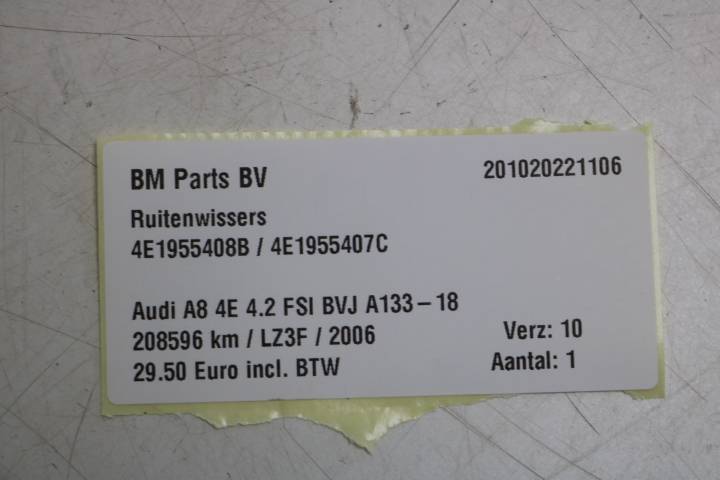 BM Parts BV 201020221106
Ruitenwissers
4E1955408B / 4E1955407C
Audi A8 4E 4.2 FSI BVJ A133-18
208596 km / LZ3F / 2006 Verz: 10
29.50 Euro incl. BTW Aantal: 1